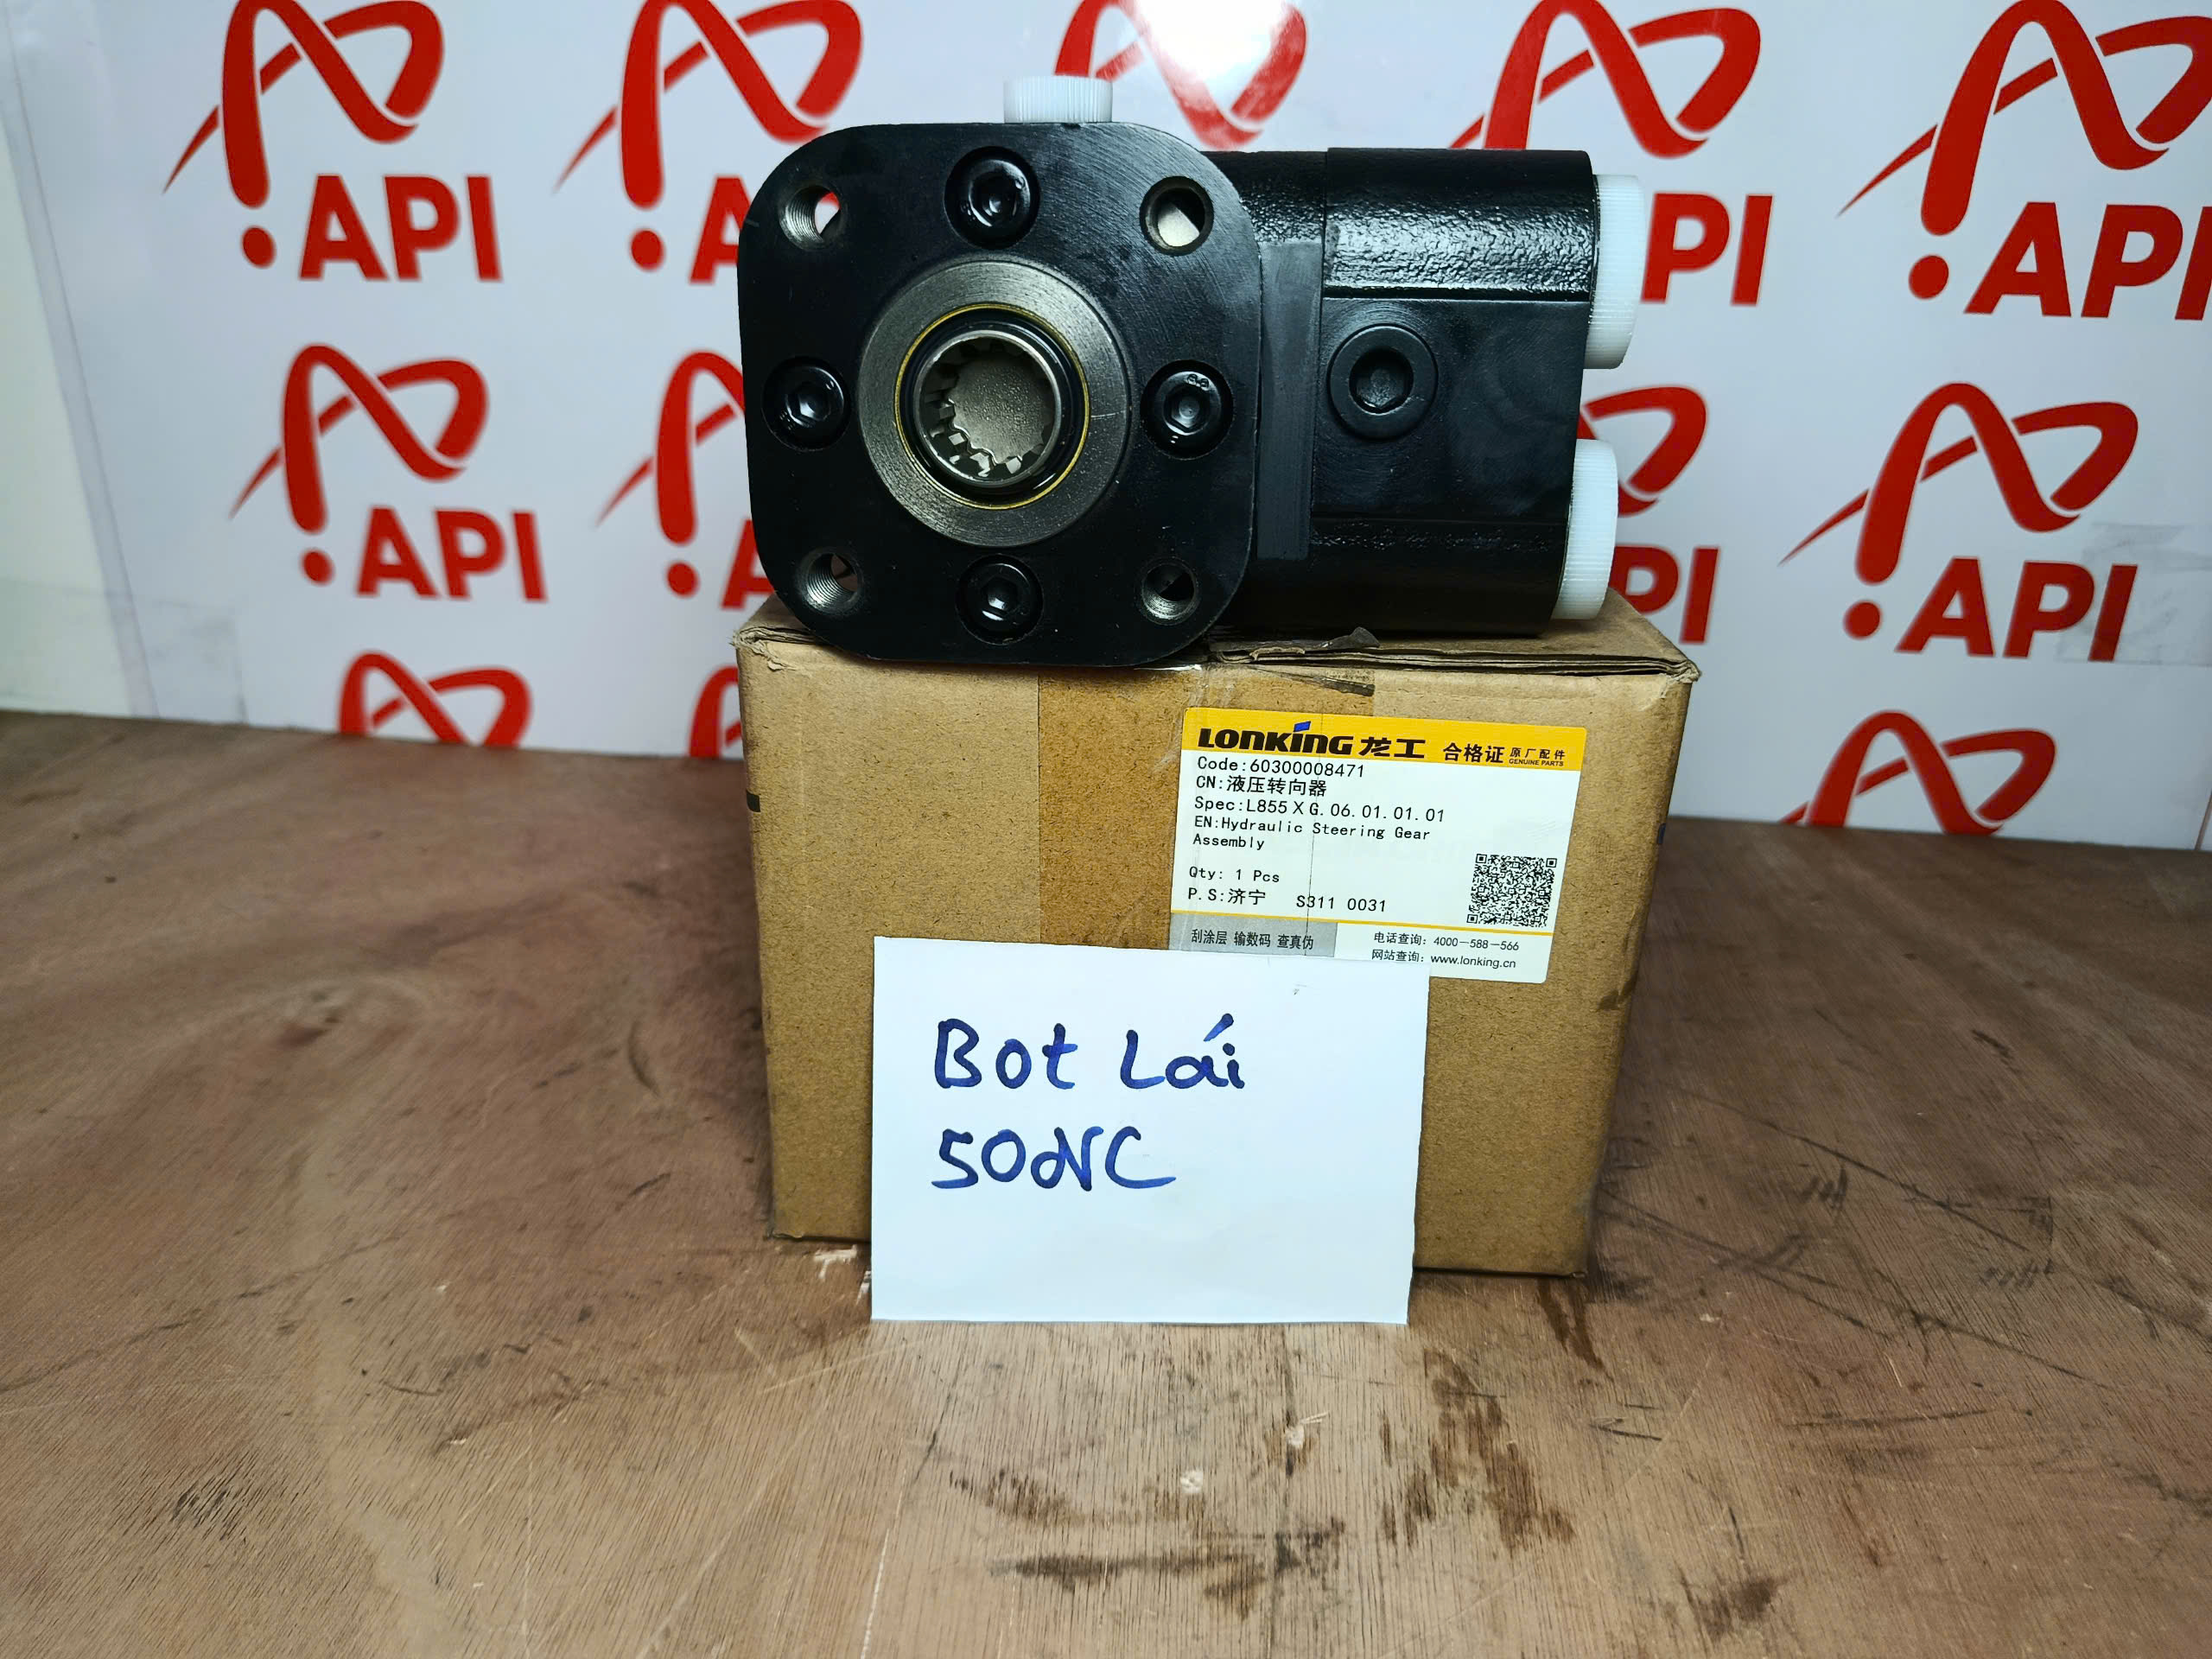 API
API
API
API
API
API
API
API
API
LONKING 龙工 合格证 原厂配件
GENUINE PARTS
Code:60300008471
CN:液压转向器
Spec:L855XG.06.01.01.01
EN:Hydraulic Steering Gear
Assembly
Qty: 1 Pcs
P.S:济宁 S311 0031
刮涂层 输数码 查真伪
电话查询: 4000-588-566
网站查询: www.lonking.cn
Bot Lái
50NC